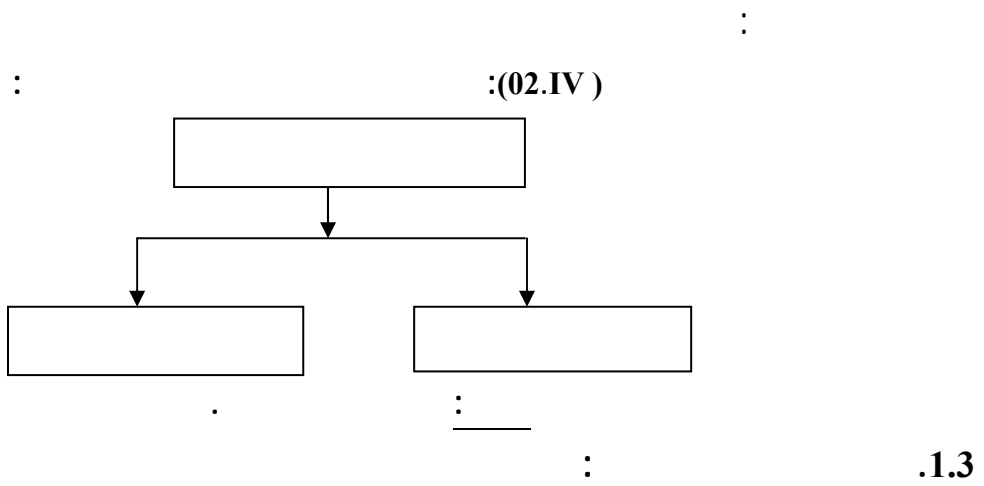 :
:(02.IV ) :
: .
.1.3 :